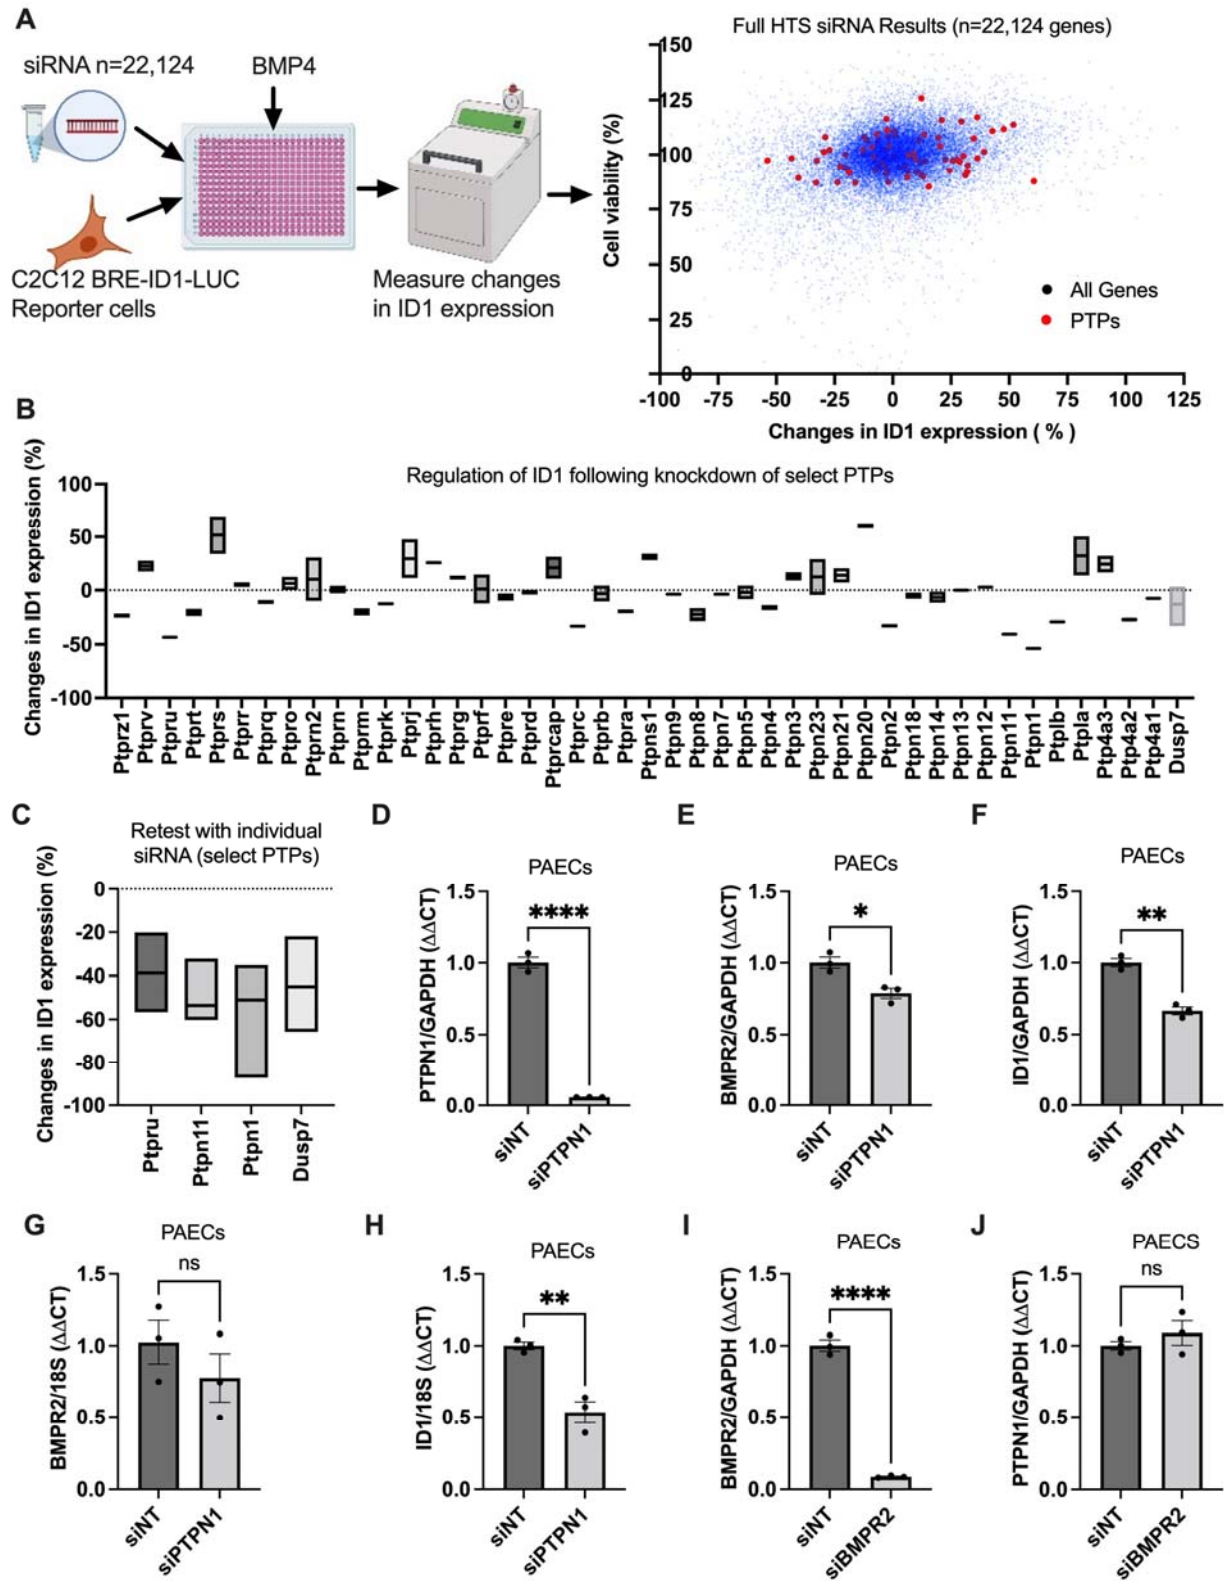 A
siRNA n=22,124
BMP4
C2C12 BRE-ID1-LUC
Reporter cells
Measure changes
in ID1 expression
Full HTS siRNA Results (n=22,124 genes)
Cell viability (%)
150
125
100
75
50
25
0
All Genes
PTPs
-100 -75 -50 -25 0 25 50 75 100 125
Changes in ID1 expression ( % )
B
Regulation of ID1 following knockdown of select PTPs
Changes in ID1 expression (%)
100
50
0
-50
-100
Ptprz1 Ptprv Ptpru Ptprt Ptprs Ptprr Ptprq Ptpro Ptprn2 Ptprn Ptprm Ptprk Ptprj Ptprh Ptprg Ptprf Ptpre Ptprd Ptprcap Ptprc Ptprb Ptpra Ptpns1 Ptpn9 Ptpn8 Ptpn7 Ptpn5 Ptpn4 Ptpn3 Ptpn23 Ptpn21 Ptpn20 Ptpn2 Ptpn18 Ptpn14 Ptpn13 Ptpn12 Ptpn11 Ptpn1 Ptplb Ptpla Ptp4a3 Ptp4a2 Ptp4a1 Dusp7
C
Retest with individual
siRNA (select PTPs)
Changes in ID1 expression (%)
0
-20
-40
-60
-80
-100
Ptpru Ptpn11 Ptpn1 Dusp7
D
PAECs
PTPN1/GAPDH (ΔΔCT)
1.5
1.0
0.5
0.0
****
siNT siPTPN1
E
PAECs
BMPR2/GAPDH (ΔΔCT)
1.5
1.0
0.5
0.0
*
siNT siPTPN1
F
PAECs
ID1/GAPDH (ΔΔCT)
1.5
1.0
0.5
0.0
**
siNT siPTPN1
G
PAECs
ns
BMPR2/18S (ΔΔCT)
1.5
1.0
0.5
0.0
siNT siPTPN1
H
PAECs
**
ID1/18S (ΔΔCT)
1.5
1.0
0.5
0.0
siNT siPTPN1
I
PAECs
****
BMPR2/GAPDH (ΔΔCT)
1.5
1.0
0.5
0.0
siNT siBMPR2
J
PAECS
ns
PTPN1/GAPDH (ΔΔCT)
1.5
1.0
0.5
0.0
siNT siBMPR2